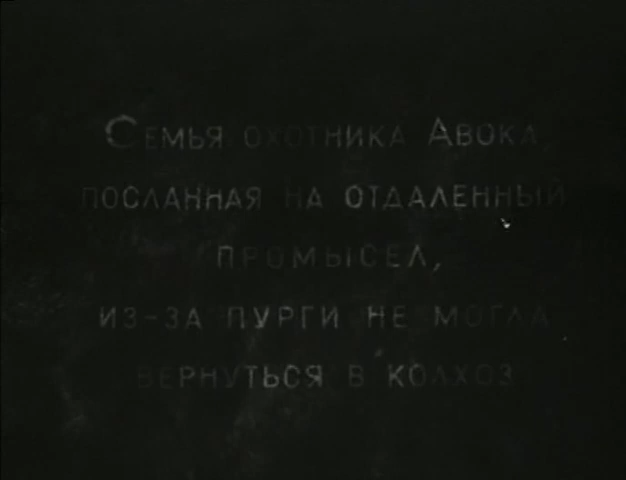 Семья охотника Авока,
посланная на отдаленный
промысел,
из-за пурги не могла
вернуться в колхоз